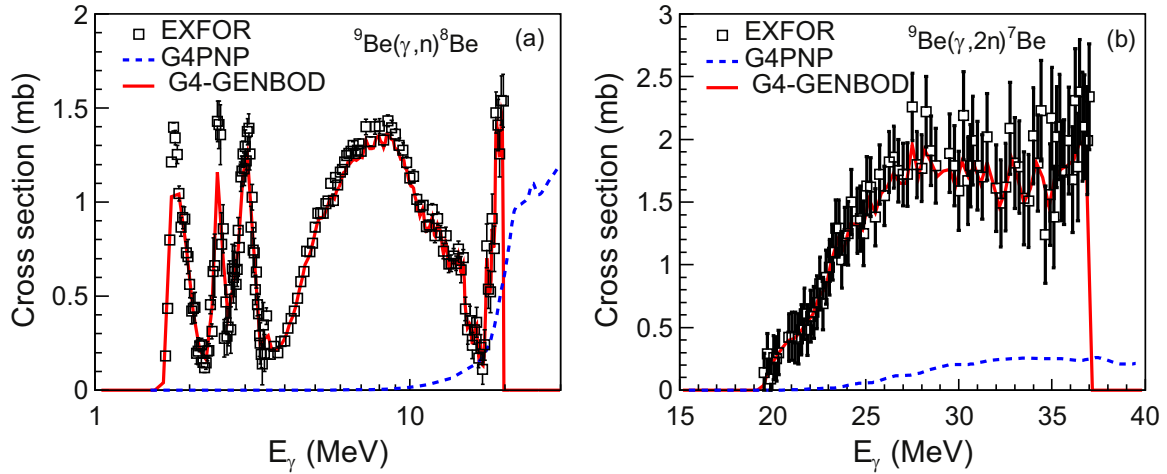 2
1.5
1
0.5
0
Cross section (mb)
EXFOR
G4PNP
G4-GENBOD
⁹Be(γ,n)⁸Be
(a)
1
10
E_γ (MeV)
3
2.5
2
1.5
1
0.5
0
Cross section (mb)
EXFOR
G4PNP
G4-GENBOD
⁹Be(γ,2n)⁷Be
(b)
15
20
25
30
35
40
E_γ (MeV)